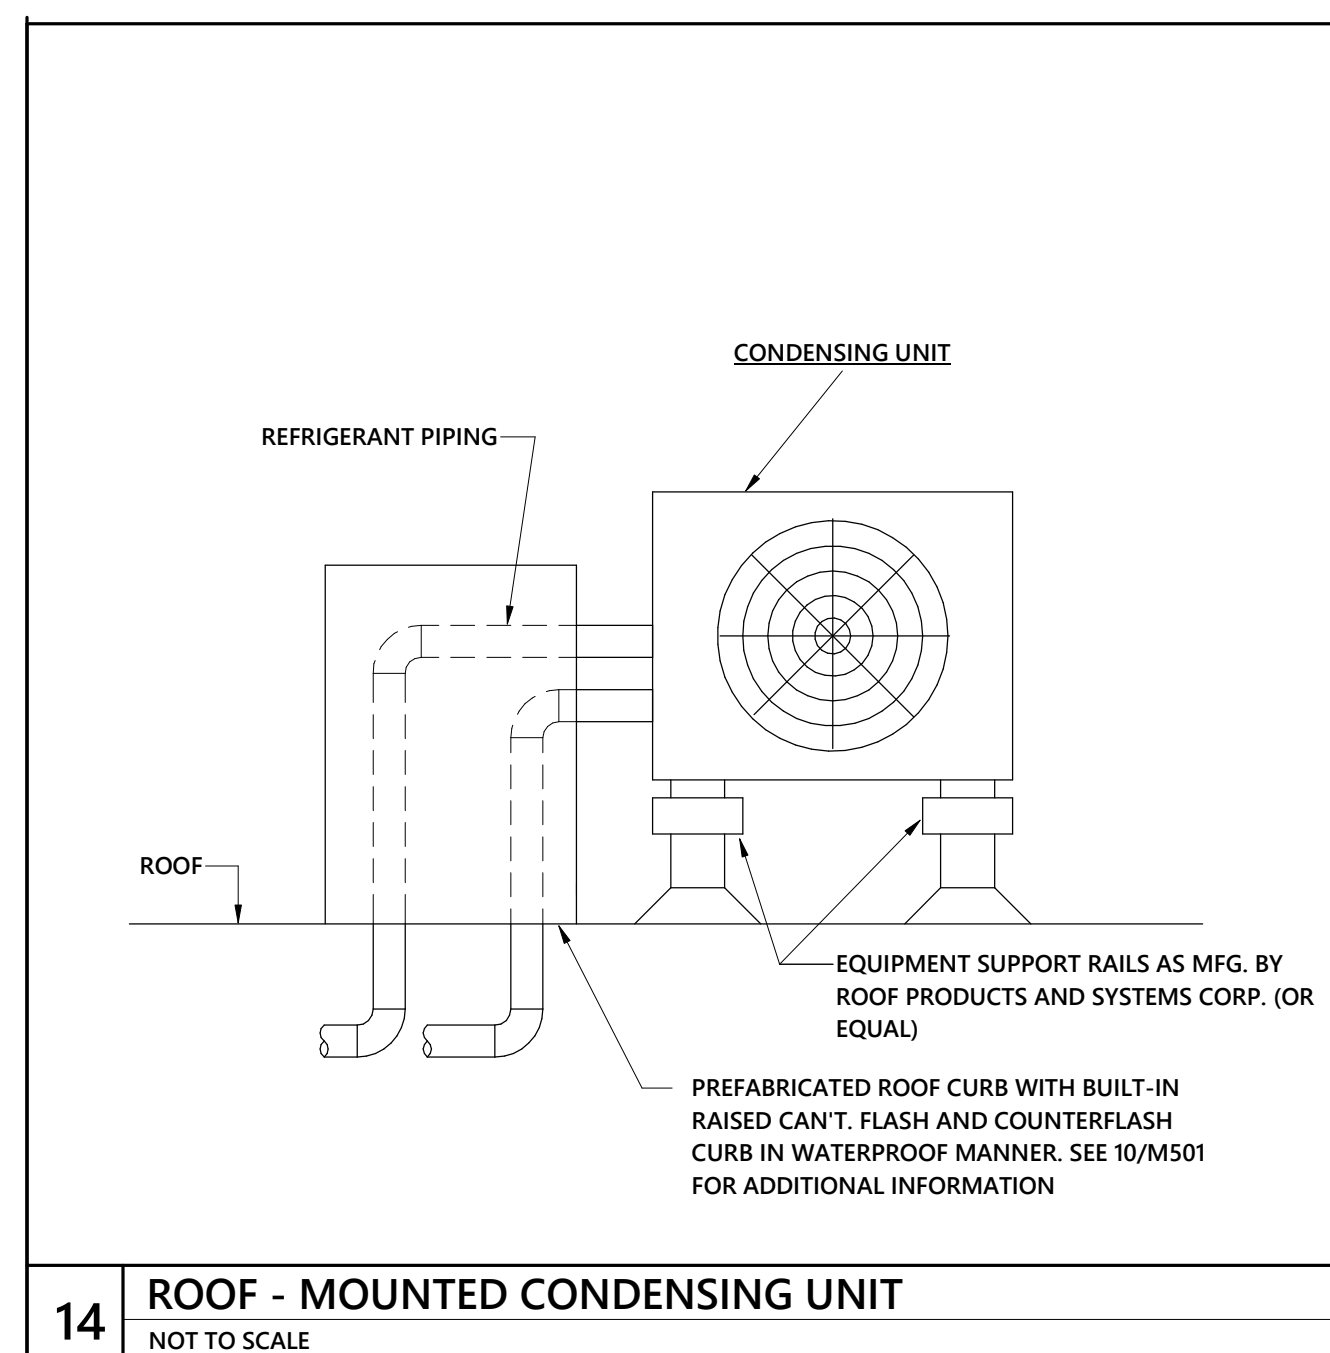 CONDENSING UNIT
REFRIGERANT PIPING
ROOF
EQUIPMENT SUPPORT RAILS AS MFG. BY
ROOF PRODUCTS AND SYSTEMS CORP. (OR
EQUAL)
PREFABRICATED ROOF CURB WITH BUILT-IN
RAISED CAN'T. FLASH AND COUNTERFLASH
CURB IN WATERPROOF MANNER. SEE 10/M501
FOR ADDITIONAL INFORMATION
14
ROOF - MOUNTED CONDENSING UNIT
NOT TO SCALE